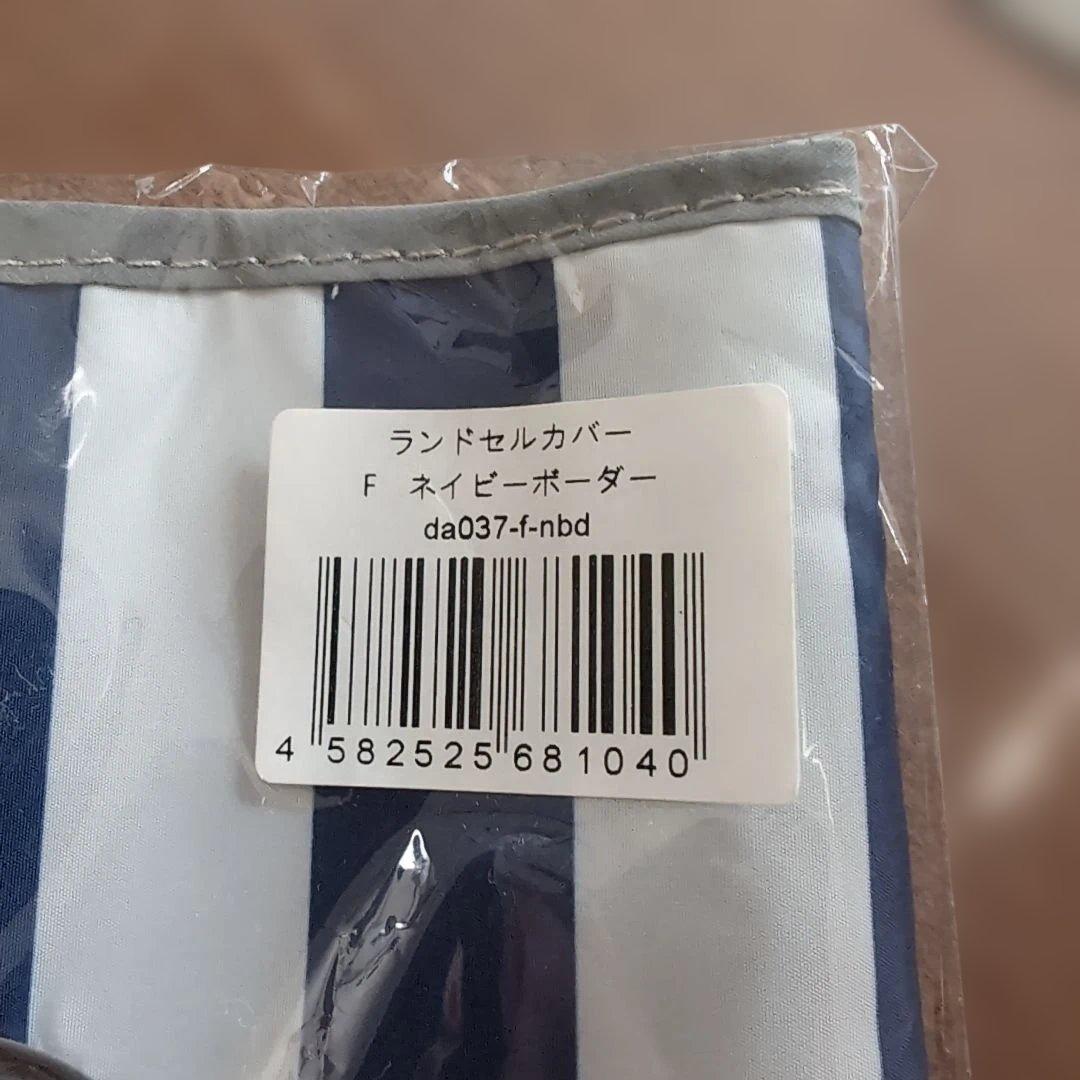 ランドセルカバー
F ネイビーボーダー
da037-f-nbd
4 582525 681040